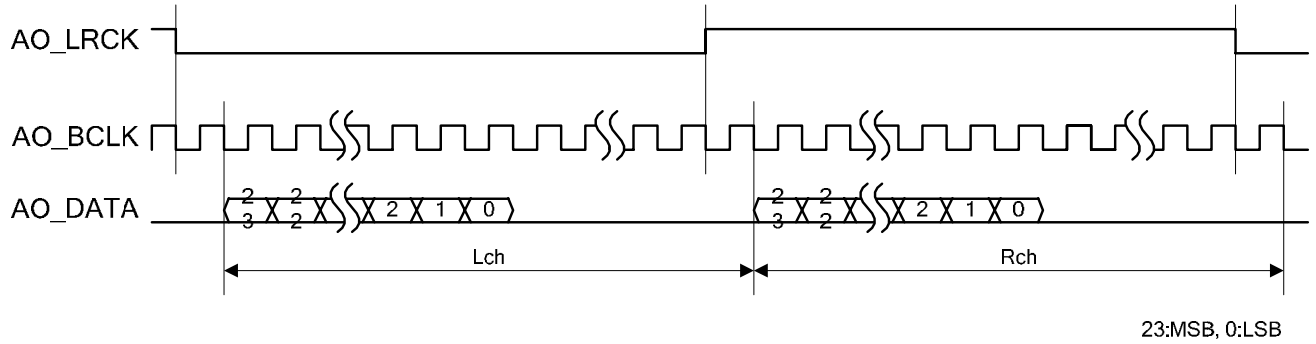 AO_LRCK
AO_BCLK
AO_DATA
23 22 2 1 0 23 22 2 1 0
Lch Rch
23:MSB, 0:LSB